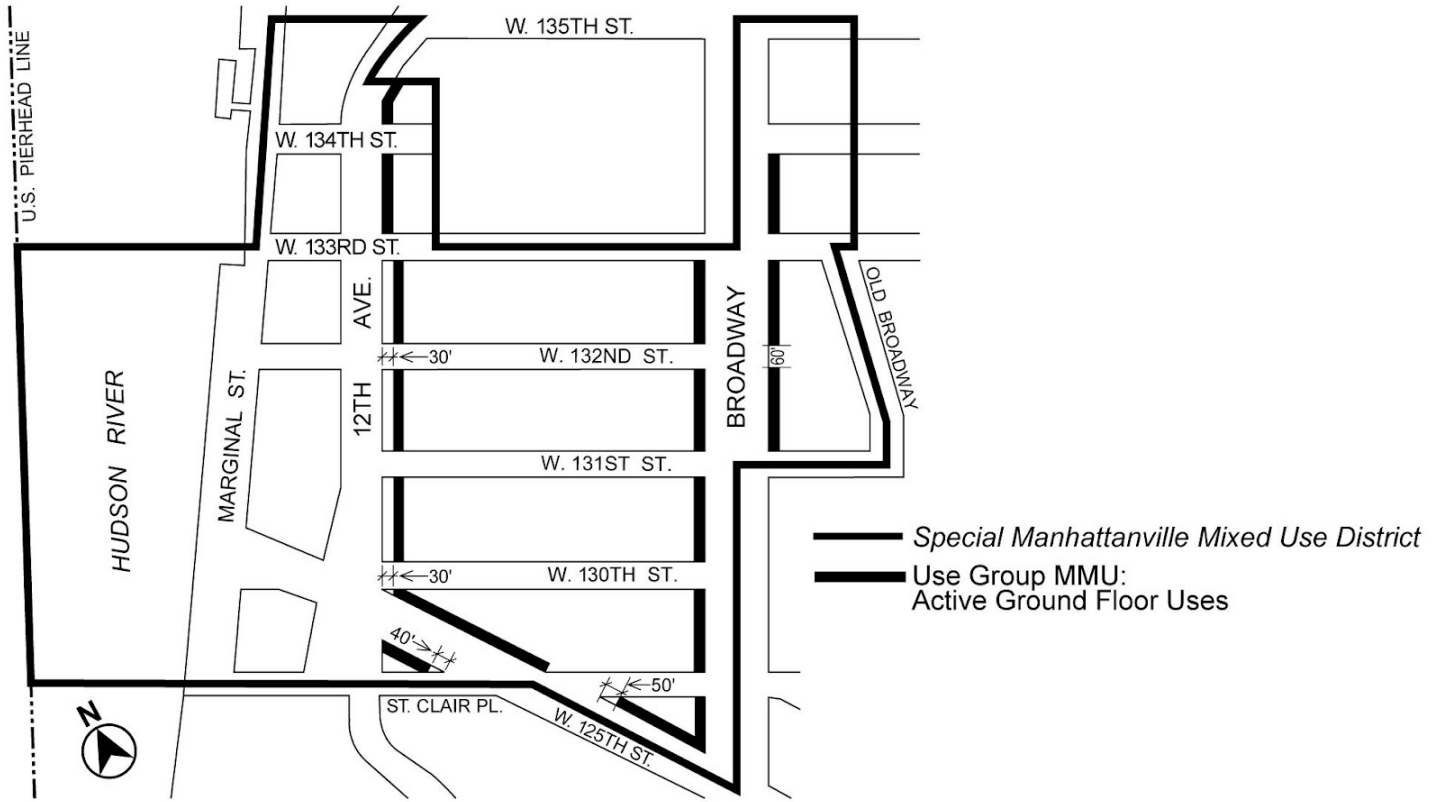 W. 135TH ST.
U.S. PIERHEAD LINE
W. 134TH ST.
W. 133RD ST.
OLD BROADWAY
AVE.
12TH
BROADWAY
30'
W. 132ND ST.
60'
HUDSON RIVER
MARGINAL ST.
W. 131ST ST.
Special Manhattanville Mixed Use District
30'
W. 130TH ST.
Use Group MMU:
Active Ground Floor Uses
40'
50'
ST. CLAIR PL.
W. 125TH ST.
N